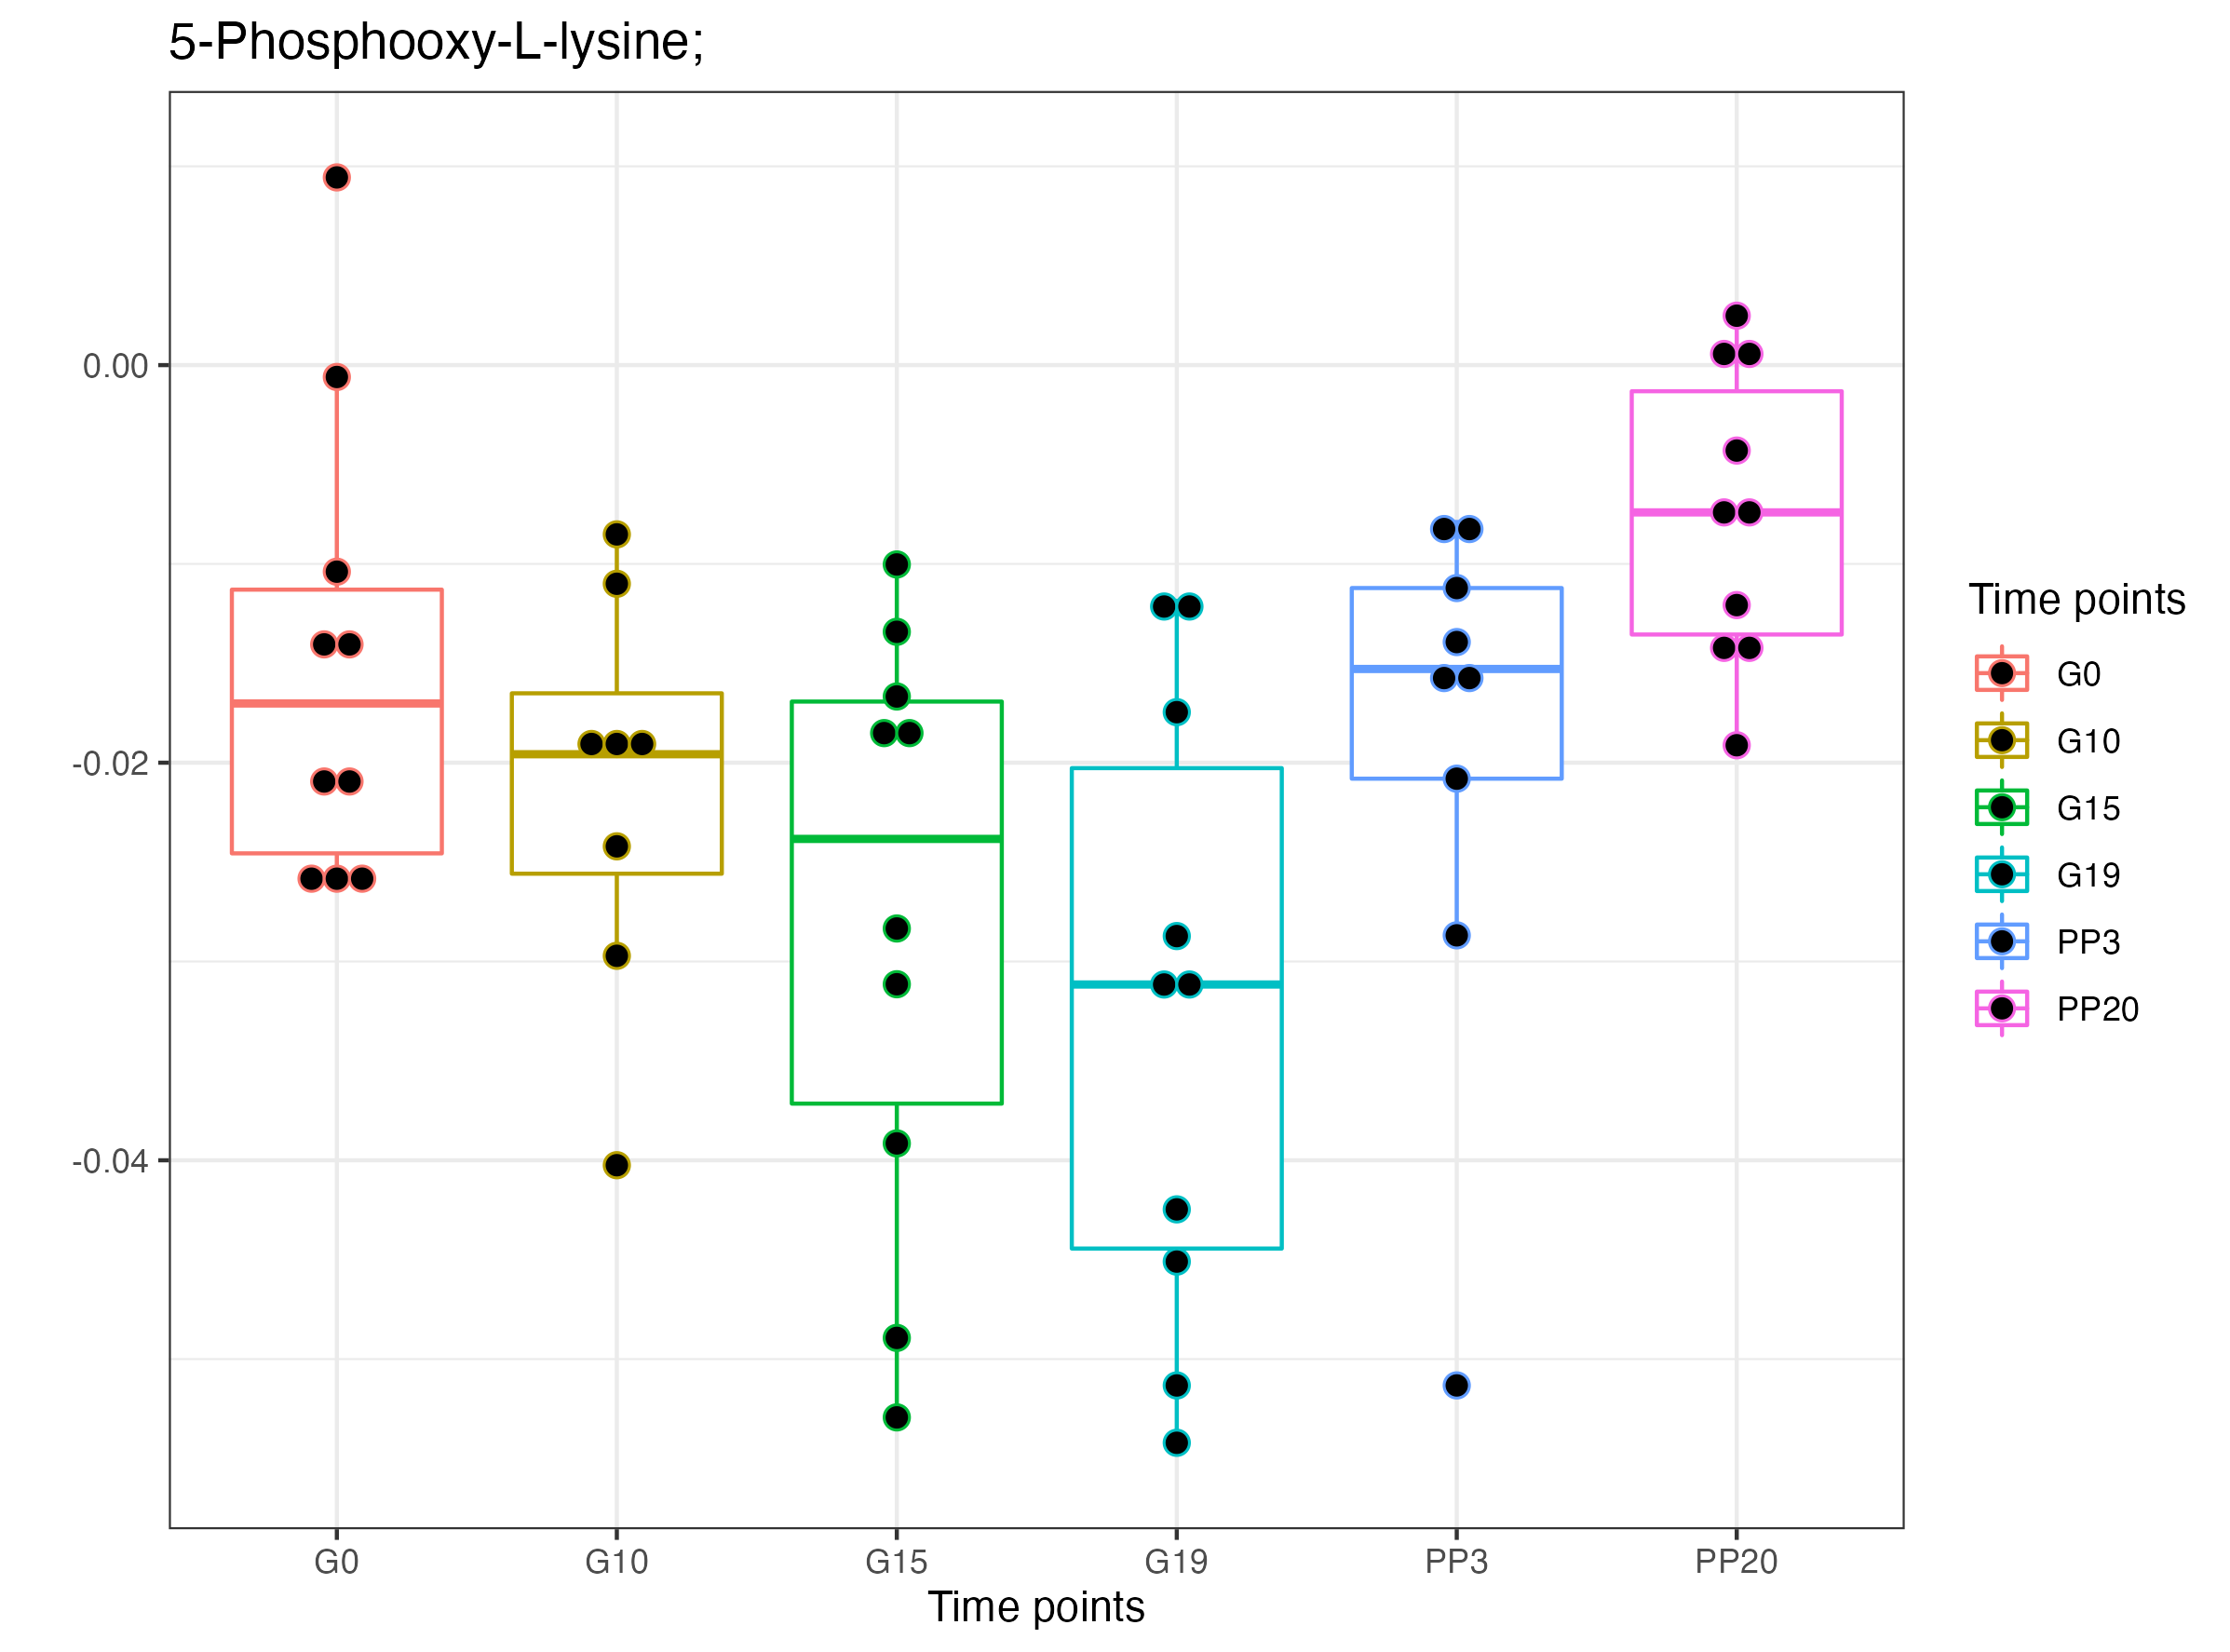 5-Phosphooxy-L-lysine;
0.00
-0.02
-0.04
G0
G10
G15
G19
PP3
PP20
Time points
Time points
G0
G10
G15
G19
PP3
PP20